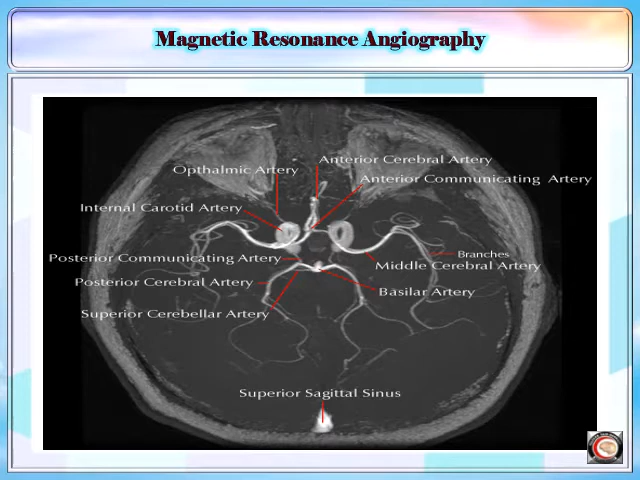 Magnetic Resonance Angiography
Anterior Cerebral Artery
Opthalmic Artery
Anterior Communicating Artery
Internal Carotid Artery
Branches
Posterior Communicating Artery
Middle Cerebral Artery
Posterior Cerebral Artery
Basilar Artery
Superior Cerebellar Artery
Superior Sagittal Sinus